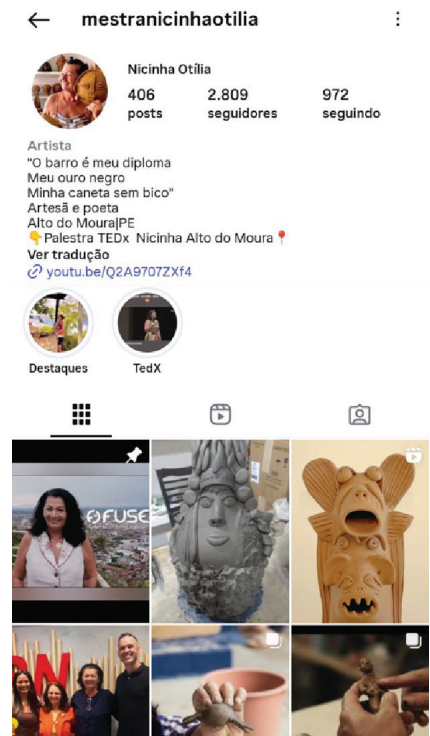 mestranicinhaotilia
Nicinha Otília
406 2.809 972
posts seguidores seguindo
Artista
"O barro é meu diploma
Meu ouro negro
Minha caneta sem bico"
Artesã e poeta
Alto do Moura|PE
👇Palestra TEDx Nicinha Alto do Moura📍
Ver tradução
youtu.be/Q2A9707ZXf4
Destaques TedX
FUSE
RN